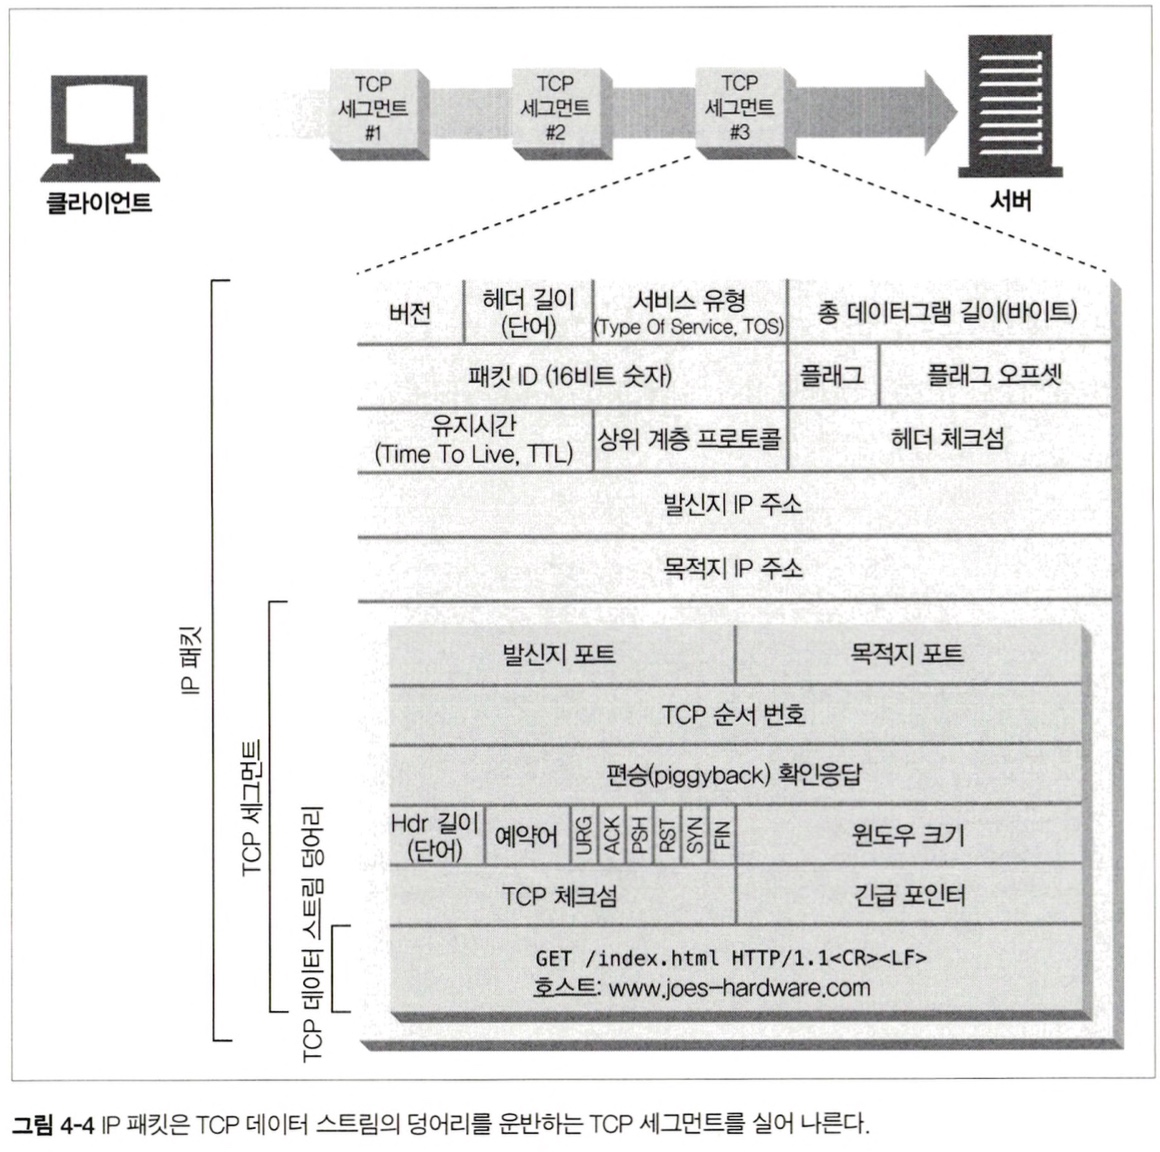 TCP
세그먼트
#1
TCP
세그먼트
#2
TCP
세그먼트
#3
클라이언트
서버
버전
헤더 길이
(단어)
서비스 유형
(Type Of Service, TOS)
총 데이터그램 길이(바이트)
패킷 ID (16비트 숫자)
플래그
플래그 오프셋
유지시간
(Time To Live, TTL)
상위 계층 프로토콜
헤더 체크섬
발신지 IP 주소
목적지 IP 주소
IP 패킷
TCP 세그먼트
TCP 데이터 스트림 덩어리
발신지 포트
목적지 포트
TCP 순서 번호
편승(piggyback) 확인응답
Hdr 길이
(단어)
예약어
URG
ACK
PSH
RST
SYN
FIN
윈도우 크기
TCP 체크섬
긴급 포인터
GET /index.html HTTP/1.1<CR><LF>
호스트: www.joes-hardware.com
그림 4-4 IP 패킷은 TCP 데이터 스트림의 덩어리를 운반하는 TCP 세그먼트를 실어 나른다.